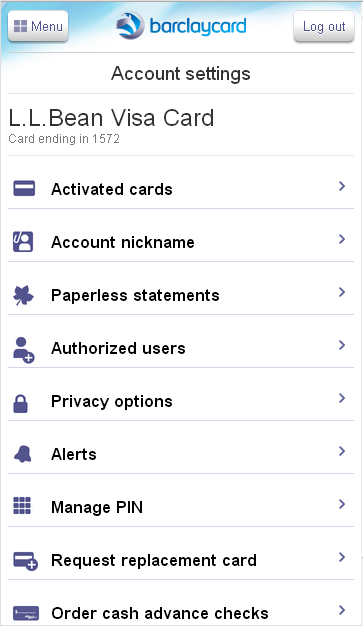 Menu
barclaycard
Log out
Account settings
L.L.Bean Visa Card
Card ending in 1572
Activated cards
Account nickname
Paperless statements
Authorized users
Privacy options
Alerts
Manage PIN
Request replacement card
Order cash advance checks